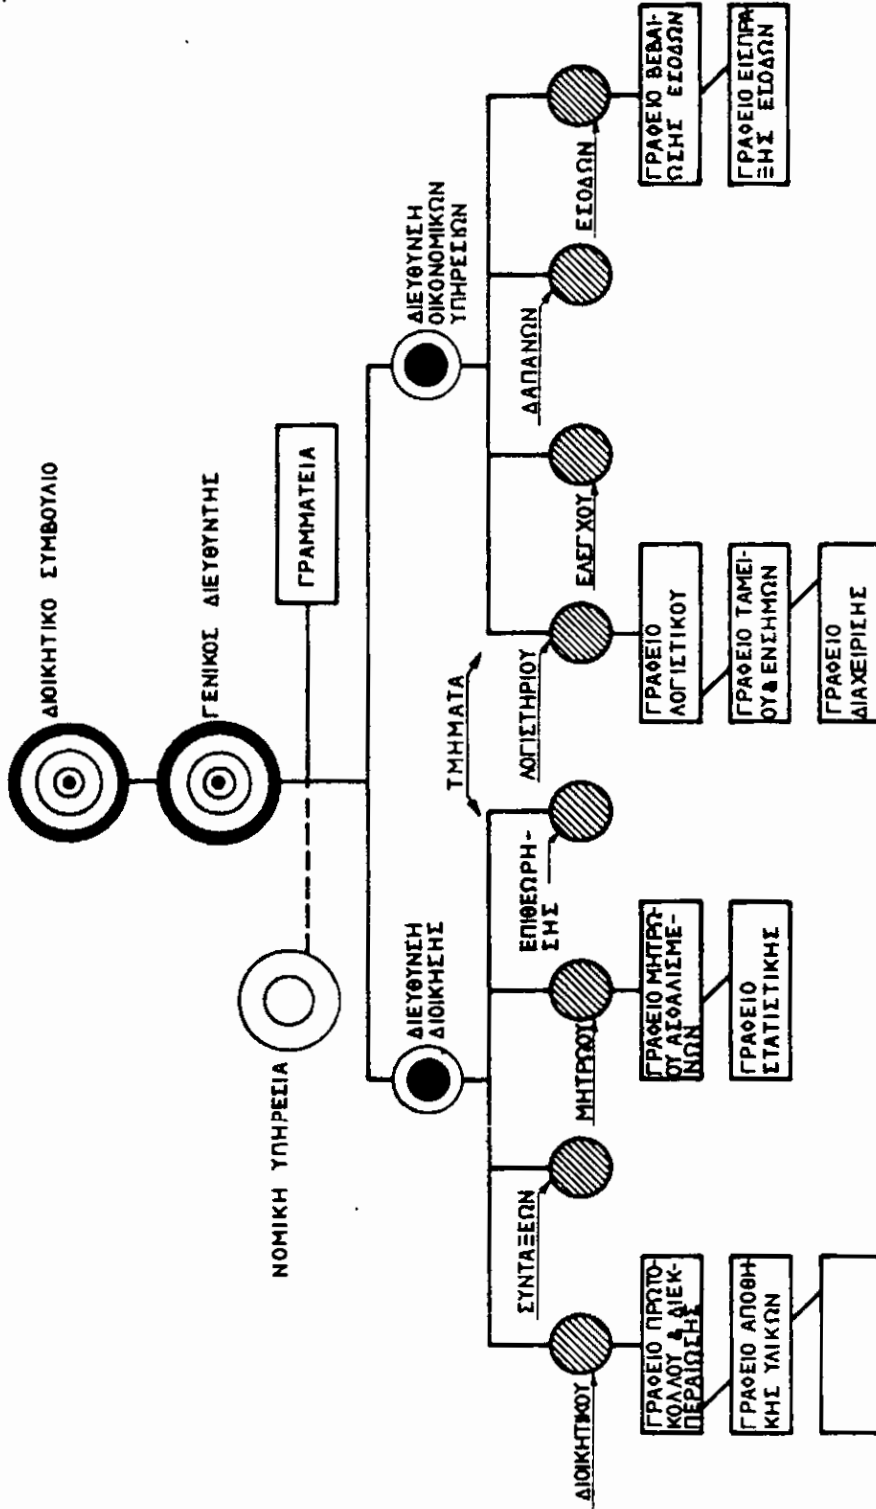 ΔΙΟΙΚΗΤΙΚΟ ΣΥΜΒΟΥΛΙΟ
ΓΕΝΙΚΟΣ ΔΙΕΥΘΥΝΤΗΣ
ΝΟΜΙΚΗ ΥΠΗΡΕΣΙΑ
ΓΡΑΜΜΑΤΕΙΑ
ΔΙΕΥΘΥΝΣΗ
ΔΙΟΙΚΗΣΗΣ
ΔΙΕΥΘΥΝΣΗ
ΟΙΚΟΝΟΜΙΚΩΝ
ΥΠΗΡΕΣΙΩΝ
ΤΜΗΜΑΤΑ
ΔΙΟΙΚΗΤΙΚΟΥ
ΣΥΝΤΑΞΕΩΝ
ΜΗΤΡΩΟΥ
ΕΠΙΘΕΩΡΗ-
ΣΗΣ
ΛΟΓΙΣΤΗΡΙΟΥ
ΕΛΕΓΧΟΥ
ΔΑΠΑΝΩΝ
ΕΣΟΔΩΝ
ΓΡΑΦΕΙΟ ΠΡΩΤΟ-
ΚΟΛΛΟΥ & ΔΙΕΚ-
ΠΕΡΑΙΩΣΗΣ
ΓΡΑΦΕΙΟ ΑΠΟΘΗ-
ΚΗΣ ΥΛΙΚΩΝ
ΓΡΑΦΕΙΟ ΜΗΤΡΩ-
ΟΥ ΑΣΦΑΛΙΣΜΕ-
ΝΩΝ
ΓΡΑΦΕΙΟ
ΣΤΑΤΙΣΤΙΚΗΣ
ΓΡΑΦΕΙΟ
ΛΟΓΙΣΤΙΚΟΥ
ΓΡΑΦΕΙΟ ΤΑΜΕΙ-
ΟΥ & ΕΝΣΗΜΩΝ
ΓΡΑΦΕΙΟ
ΔΙΑΧΕΙΡΙΣΗΣ
ΓΡΑΦΕΙΟ ΒΕΒΑΙ-
ΩΣΗΣ ΕΣΟΔΩΝ
ΓΡΑΦΕΙΟ ΕΙΣΠΡΑ-
ΞΗΣ ΕΣΟΔΩΝ